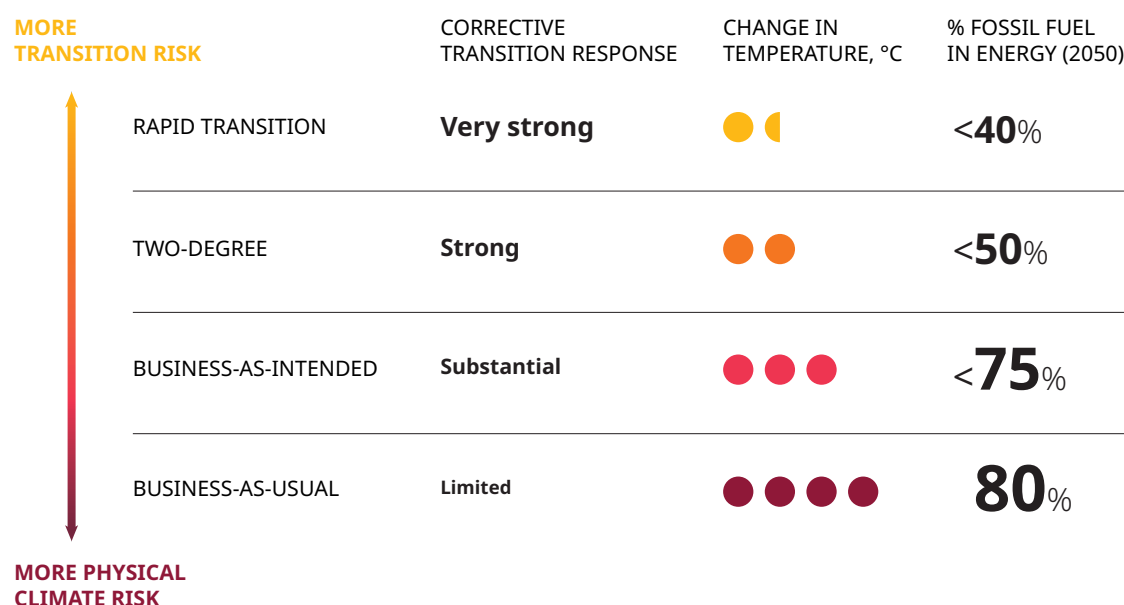 MORE
TRANSITION RISK
CORRECTIVE
TRANSITION RESPONSE
CHANGE IN
TEMPERATURE, °C
% FOSSIL FUEL
IN ENERGY (2050)
RAPID TRANSITION
Very strong
<40%
TWO-DEGREE
Strong
<50%
BUSINESS-AS-INTENDED
Substantial
<75%
BUSINESS-AS-USUAL
Limited
80%
MORE PHYSICAL
CLIMATE RISK